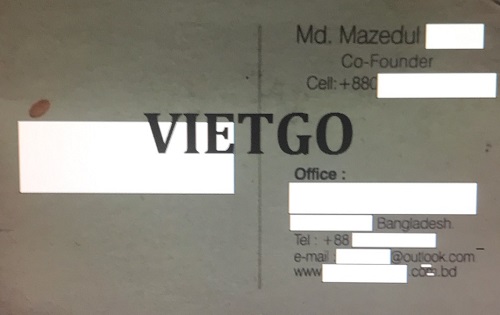 Md. Mazedul
Co-Founder
Cell: +880
VIETGO
Office :
Bangladesh
Tel : +88
e-mail @outlook.com
www com.bd